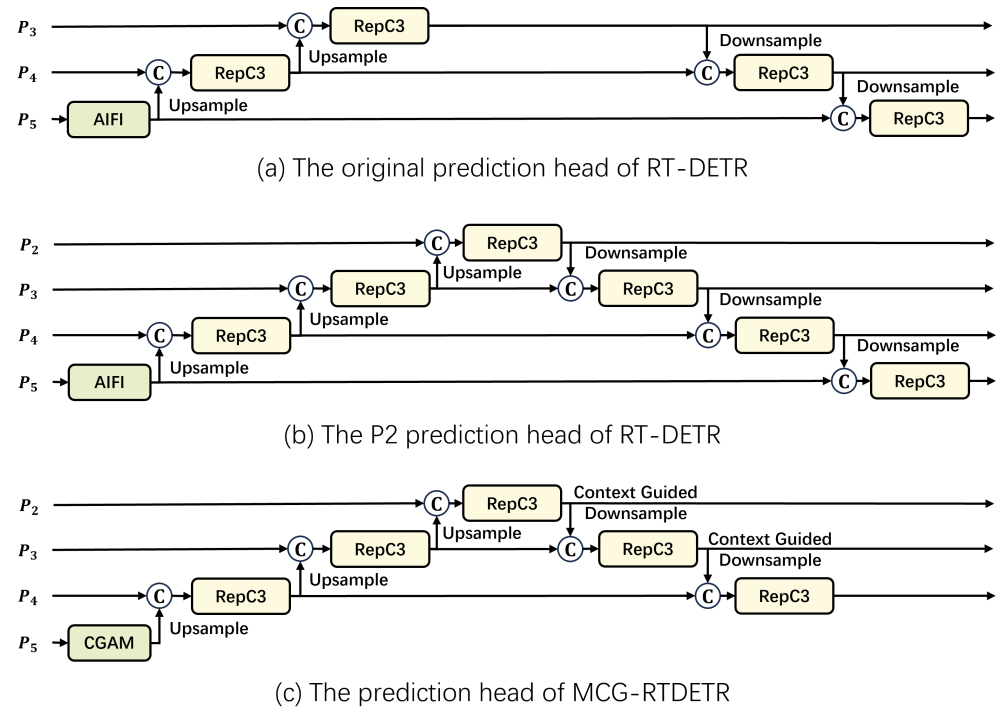 P3 C RepC3
Upsample Downsample
P4 C RepC3 C RepC3
Upsample Downsample
P5 AIFI C RepC3
(a) The original prediction head of RT-DETR
P2 C RepC3
Upsample Downsample
P3 C RepC3 C RepC3
Upsample Downsample
P4 C RepC3 C RepC3
Upsample Downsample
P5 AIFI C RepC3
(b) The P2 prediction head of RT-DETR
P2 C RepC3 Context Guided
Upsample Downsample
P3 C RepC3 C RepC3 Context Guided
Upsample Downsample
P4 C RepC3 C RepC3
Upsample
P5 CGAM
(c) The prediction head of MCG-RTDETR